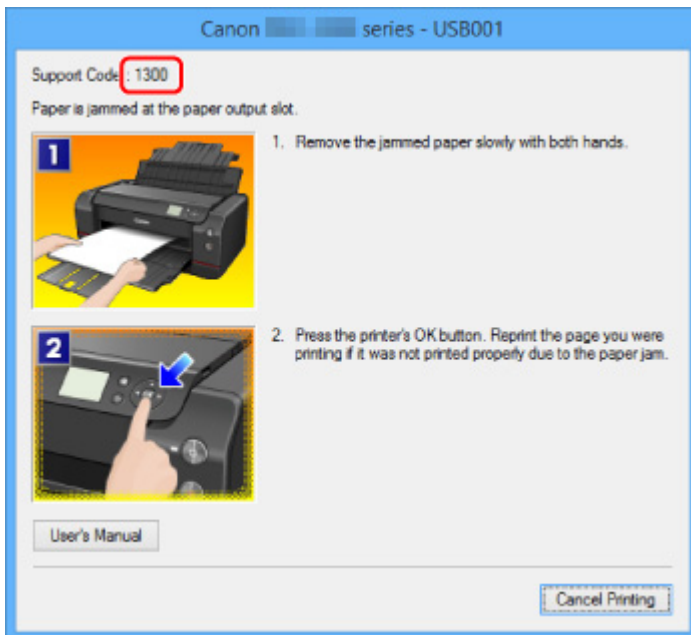 Canon series - USB001
Support Code : 1300
Paper is jammed at the paper output slot.
1
1. Remove the jammed paper slowly with both hands.
2
2. Press the printer's OK button. Reprint the page you were
printing if it was not printed properly due to the paper jam.
User's Manual
Cancel Printing